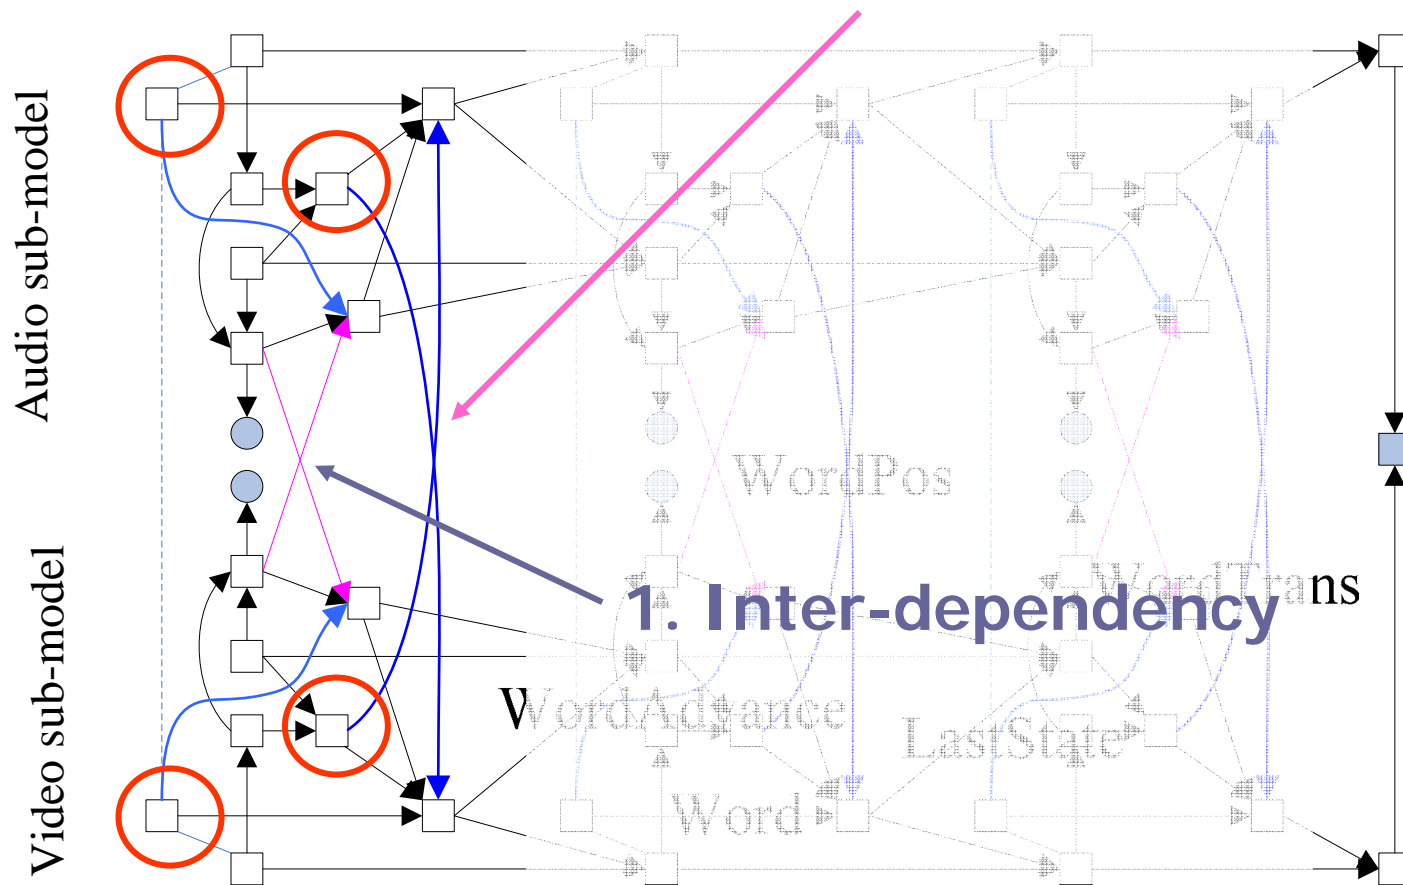 Audio sub-model
Video sub-model
WordPos
WordTrans
1. Inter-dependency
WordAdvance
LastState
Word